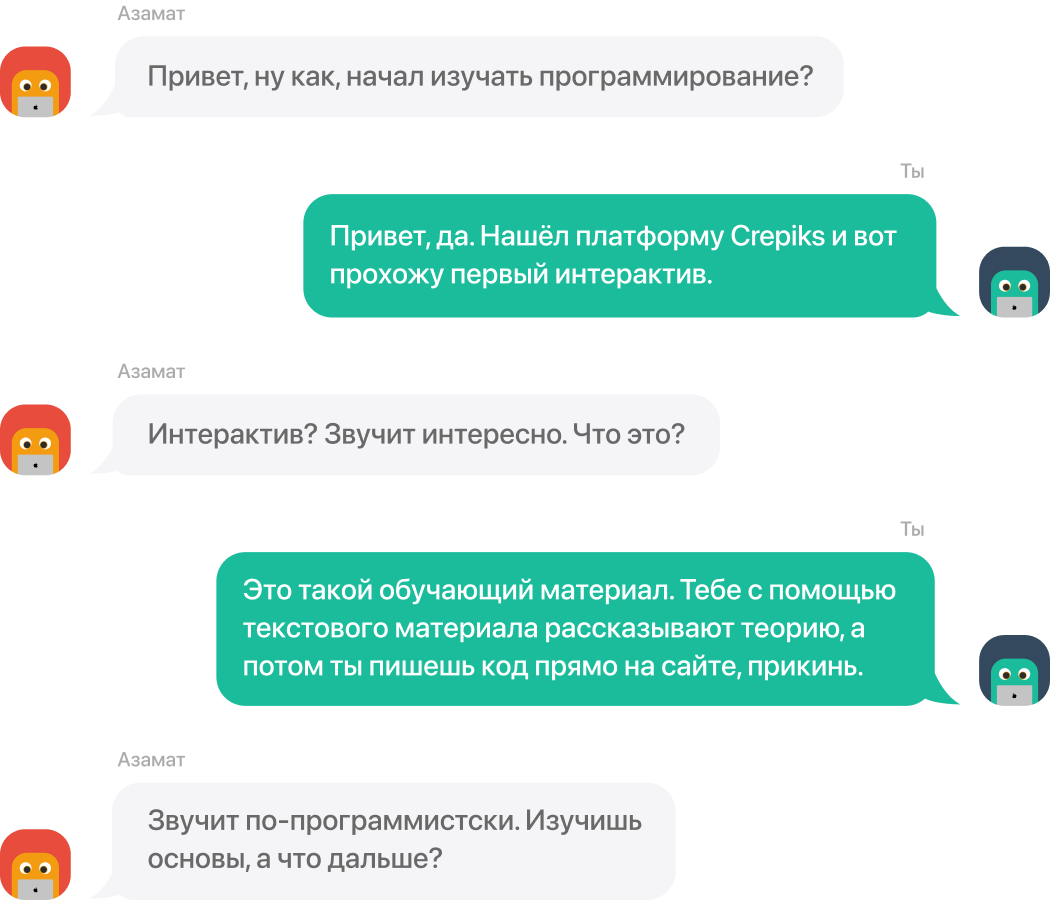 Азамат
Привет, ну как, начал изучать программирование?
Ты
Привет, да. Нашёл платформу Crepiks и вот
прохожу первый интерактив.
Азамат
Интерактив? Звучит интересно. Что это?
Ты
Это такой обучающий материал. Тебе с помощью
текстового материала рассказывают теорию, а
потом ты пишешь код прямо на сайте, прикинь.
Азамат
Звучит по-программистски. Изучишь
основы, а что дальше?